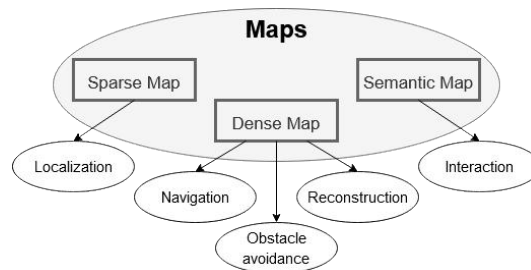 Maps
Sparse Map
Semantic Map
Dense Map
Localization
Interaction
Navigation
Reconstruction
Obstacle
avoidance